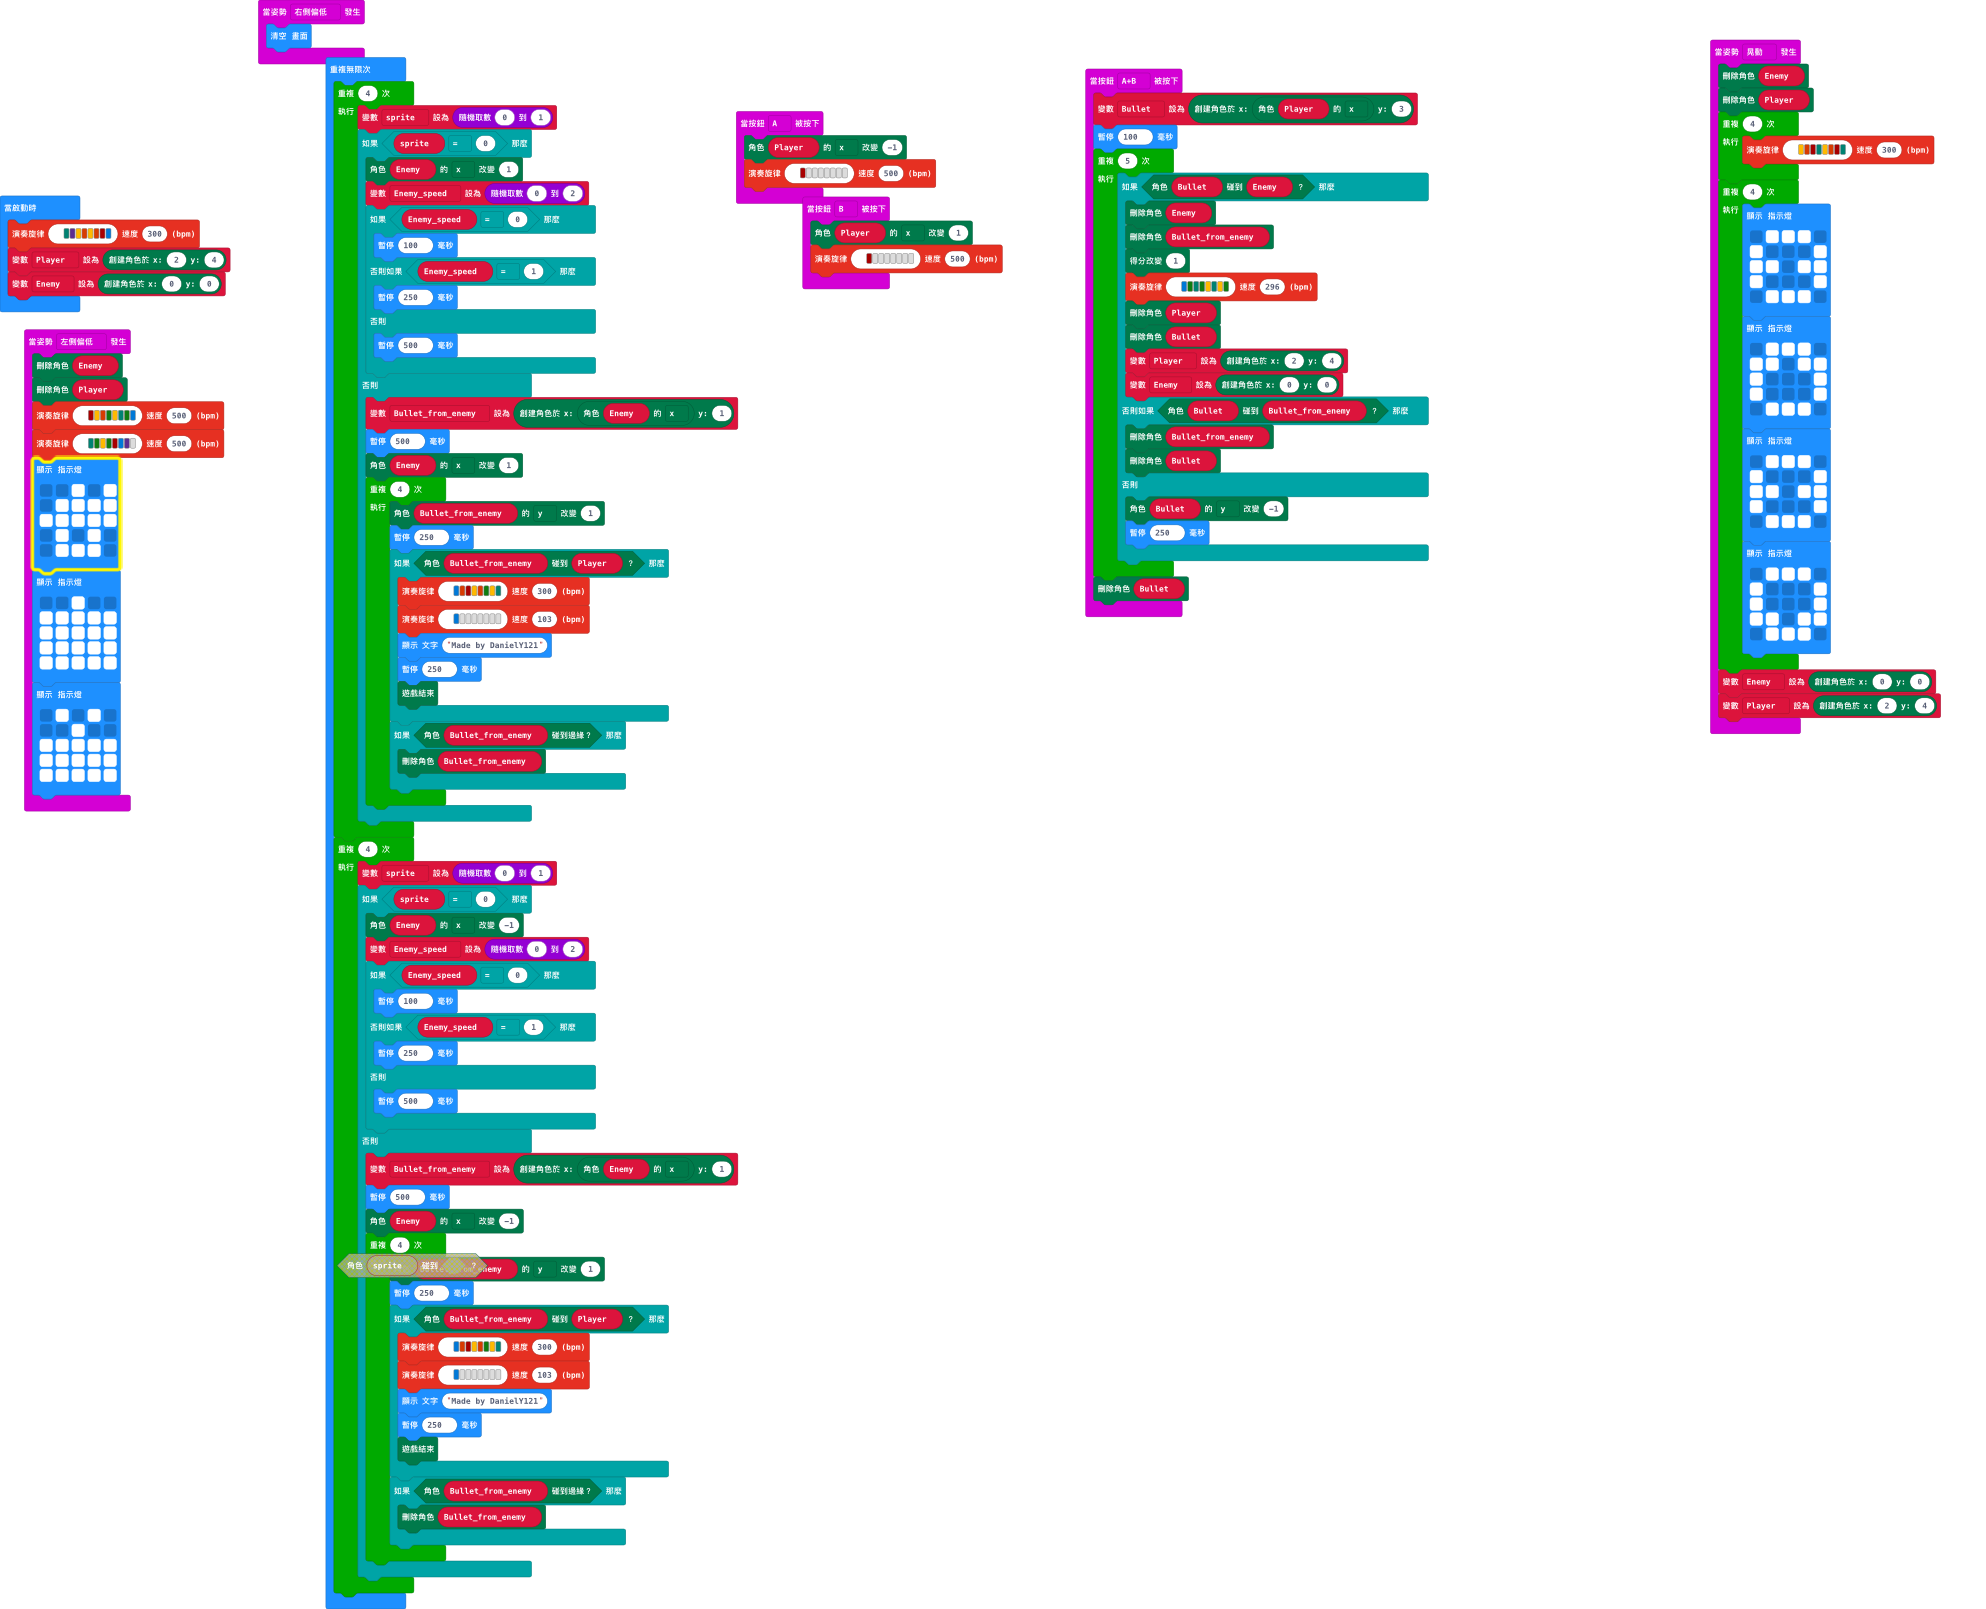 當姿勢 右側偏低 發生
清空 畫面
當啟動時
演奏旋律 速度 300 (bpm)
變數 Player 設為 創建角色於 x: 2 y: 4
變數 Enemy 設為 創建角色於 x: 0 y: 0
當姿勢 左側偏低 發生
刪除角色 Enemy
刪除角色 Player
演奏旋律 速度 500 (bpm)
演奏旋律 速度 500 (bpm)
顯示 指示燈
顯示 指示燈
顯示 指示燈
重複無限次
重複 4 次
執行
變數 sprite 設為 隨機取數 0 到 1
如果 sprite = 0 那麼
角色 Enemy 的 x 改變 1
變數 Enemy_speed 設為 隨機取數 0 到 2
如果 Enemy_speed = 0 那麼
暫停 100 毫秒
否則如果 Enemy_speed = 1 那麼
暫停 250 毫秒
否則
暫停 500 毫秒
否則
變數 Bullet_from_enemy 設為 創建角色於 x: 角色 Enemy 的 x y: 1
暫停 500 毫秒
角色 Enemy 的 x 改變 1
重複 4 次
執行
角色 Bullet_from_enemy 的 y 改變 1
暫停 250 毫秒
如果 角色 Bullet_from_enemy 碰到 Player ? 那麼
演奏旋律 速度 300 (bpm)
演奏旋律 速度 103 (bpm)
顯示 文字 "Made by DanielY121"
暫停 250 毫秒
遊戲結束
如果 角色 Bullet_from_enemy 碰到邊緣? 那麼
刪除角色 Bullet_from_enemy
重複 4 次
執行
變數 sprite 設為 隨機取數 0 到 1
如果 sprite = 0 那麼
角色 Enemy 的 x 改變 -1
變數 Enemy_speed 設為 隨機取數 0 到 2
如果 Enemy_speed = 0 那麼
暫停 100 毫秒
否則如果 Enemy_speed = 1 那麼
暫停 250 毫秒
否則
暫停 500 毫秒
否則
變數 Bullet_from_enemy 設為 創建角色於 x: 角色 Enemy 的 x y: 1
暫停 500 毫秒
角色 Enemy 的 x 改變 -1
重複 4 次
角色 sprite 碰到 ?
enemy 的 y 改變 1
暫停 250 毫秒
如果 角色 Bullet_from_enemy 碰到 Player ? 那麼
演奏旋律 速度 300 (bpm)
演奏旋律 速度 103 (bpm)
顯示 文字 "Made by DanielY121"
暫停 250 毫秒
遊戲結束
如果 角色 Bullet_from_enemy 碰到邊緣? 那麼
刪除角色 Bullet_from_enemy
當按鈕 A 被按下
角色 Player 的 x 改變 -1
演奏旋律 速度 500 (bpm)
當按鈕 B 被按下
角色 Player 的 x 改變 1
演奏旋律 速度 500 (bpm)
當按鈕 A+B 被按下
變數 Bullet 設為 創建角色於 x: 角色 Player 的 x y: 3
暫停 100 毫秒
重複 5 次
執行
如果 角色 Bullet 碰到 Enemy ? 那麼
刪除角色 Enemy
刪除角色 Bullet_from_enemy
得分改變 1
演奏旋律 速度 296 (bpm)
刪除角色 Player
刪除角色 Bullet
變數 Player 設為 創建角色於 x: 2 y: 4
變數 Enemy 設為 創建角色於 x: 0 y: 0
否則如果 角色 Bullet 碰到 Bullet_from_enemy ? 那麼
刪除角色 Bullet_from_enemy
刪除角色 Bullet
否則
角色 Bullet 的 y 改變 -1
暫停 250 毫秒
刪除角色 Bullet
當姿勢 晃動 發生
刪除角色 Enemy
刪除角色 Player
重複 4 次
執行
演奏旋律 速度 300 (bpm)
重複 4 次
執行
顯示 指示燈
顯示 指示燈
顯示 指示燈
顯示 指示燈
變數 Enemy 設為 創建角色於 x: 0 y: 0
變數 Player 設為 創建角色於 x: 2 y: 4